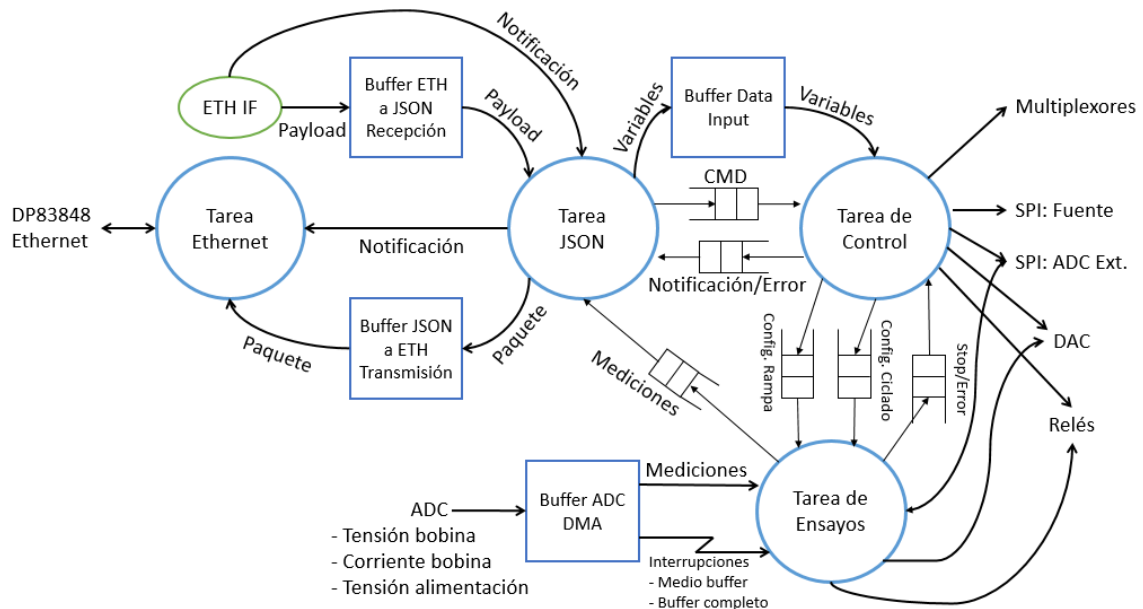 Notificación
ETH IF
Payload
Buffer ETH
a JSON
Recepción
Payload
Variables
Buffer Data
Input
Variables
Multiplexores
DP83848
Ethernet
Tarea
Ethernet
Notificación
Tarea
JSON
CMD
Notificación/Error
Tarea de
Control
SPI: Fuente
SPI: ADC Ext.
DAC
Relés
Paquete
Buffer JSON
a ETH
Transmisión
Paquete
Mediciones
Config. Rampa
Config. Ciclado
Stop/Error
ADC
- Tensión bobina
- Corriente bobina
- Tensión alimentación
Buffer ADC
DMA
Mediciones
Interrupciones
- Medio buffer
- Buffer completo
Tarea de
Ensayos